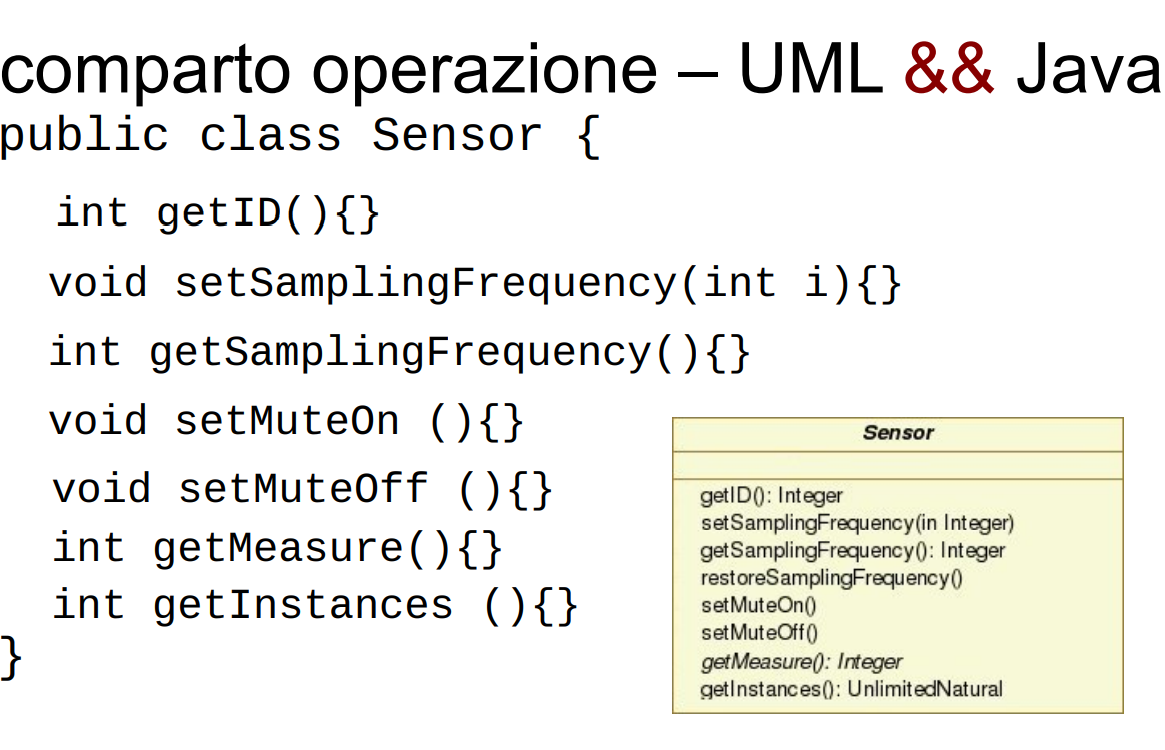 comparto operazione – UML && Java
public class Sensor {
int getID(){}
void setSamplingFrequency(int i){}
int getSamplingFrequency(){}
void setMuteOn (){}
void setMuteOff (){}
int getMeasure(){}
int getInstances (){}
}
Sensor
getID(): Integer
setSamplingFrequency(in Integer)
getSamplingFrequency(): Integer
restoreSamplingFrequency()
setMuteOn()
setMuteOff()
getMeasure(): Integer
getInstances(): UnlimitedNatural